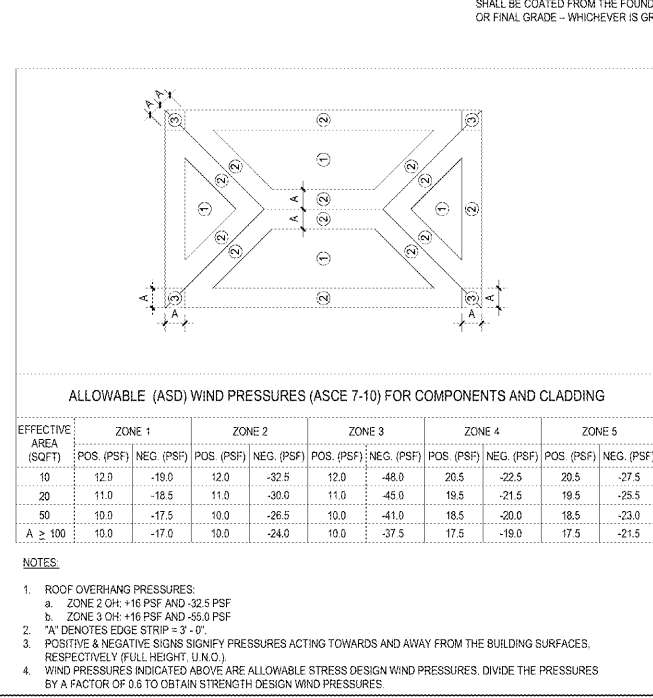 SHALL BE COATED FROM THE FOUND
OR FINAL GRADE – WHICHEVER IS GR
A A
3 2 3
A
1
2 2 2 2
1 A 2 1 2
A 2
2 2 2 2
1
A 3 2 3 A
A A
ALLOWABLE (ASD) WIND PRESSURES (ASCE 7-10) FOR COMPONENTS AND CLADDING
EFFECTIVE AREA (SQFT) ZONE 1 ZONE 2 ZONE 3 ZONE 4 ZONE 5
POS. (PSF) NEG. (PSF) POS. (PSF) NEG. (PSF) POS. (PSF) NEG. (PSF) POS. (PSF) NEG. (PSF) POS. (PSF) NEG. (PSF)
10 12.0 -19.0 12.0 -32.5 12.0 -48.0 20.5 -22.5 20.5 -27.5
20 11.0 -18.5 11.0 -30.0 11.0 -45.0 19.5 -21.5 19.5 -25.5
50 10.0 -17.5 10.0 -26.5 10.0 -41.0 18.5 -20.0 18.5 -23.0
A ≥ 100 10.0 -17.0 10.0 -24.0 10.0 -37.5 17.5 -19.0 17.5 -21.5
NOTES:
1. ROOF OVERHANG PRESSURES:
a. ZONE 2 OH: +16 PSF AND -32.5 PSF
b. ZONE 3 OH: +16 PSF AND -55.0 PSF
2. "A" DENOTES EDGE STRIP = 3' - 0".
3. POSITIVE & NEGATIVE SIGNS SIGNIFY PRESSURES ACTING TOWARDS AND AWAY FROM THE BUILDING SURFACES,
RESPECTIVELY (FULL HEIGHT, U.N.O.).
4. WIND PRESSURES INDICATED ABOVE ARE ALLOWABLE STRESS DESIGN WIND PRESSURES. DIVIDE THE PRESSURES
BY A FACTOR OF 0.6 TO OBTAIN STRENGTH DESIGN WIND PRESSURES.